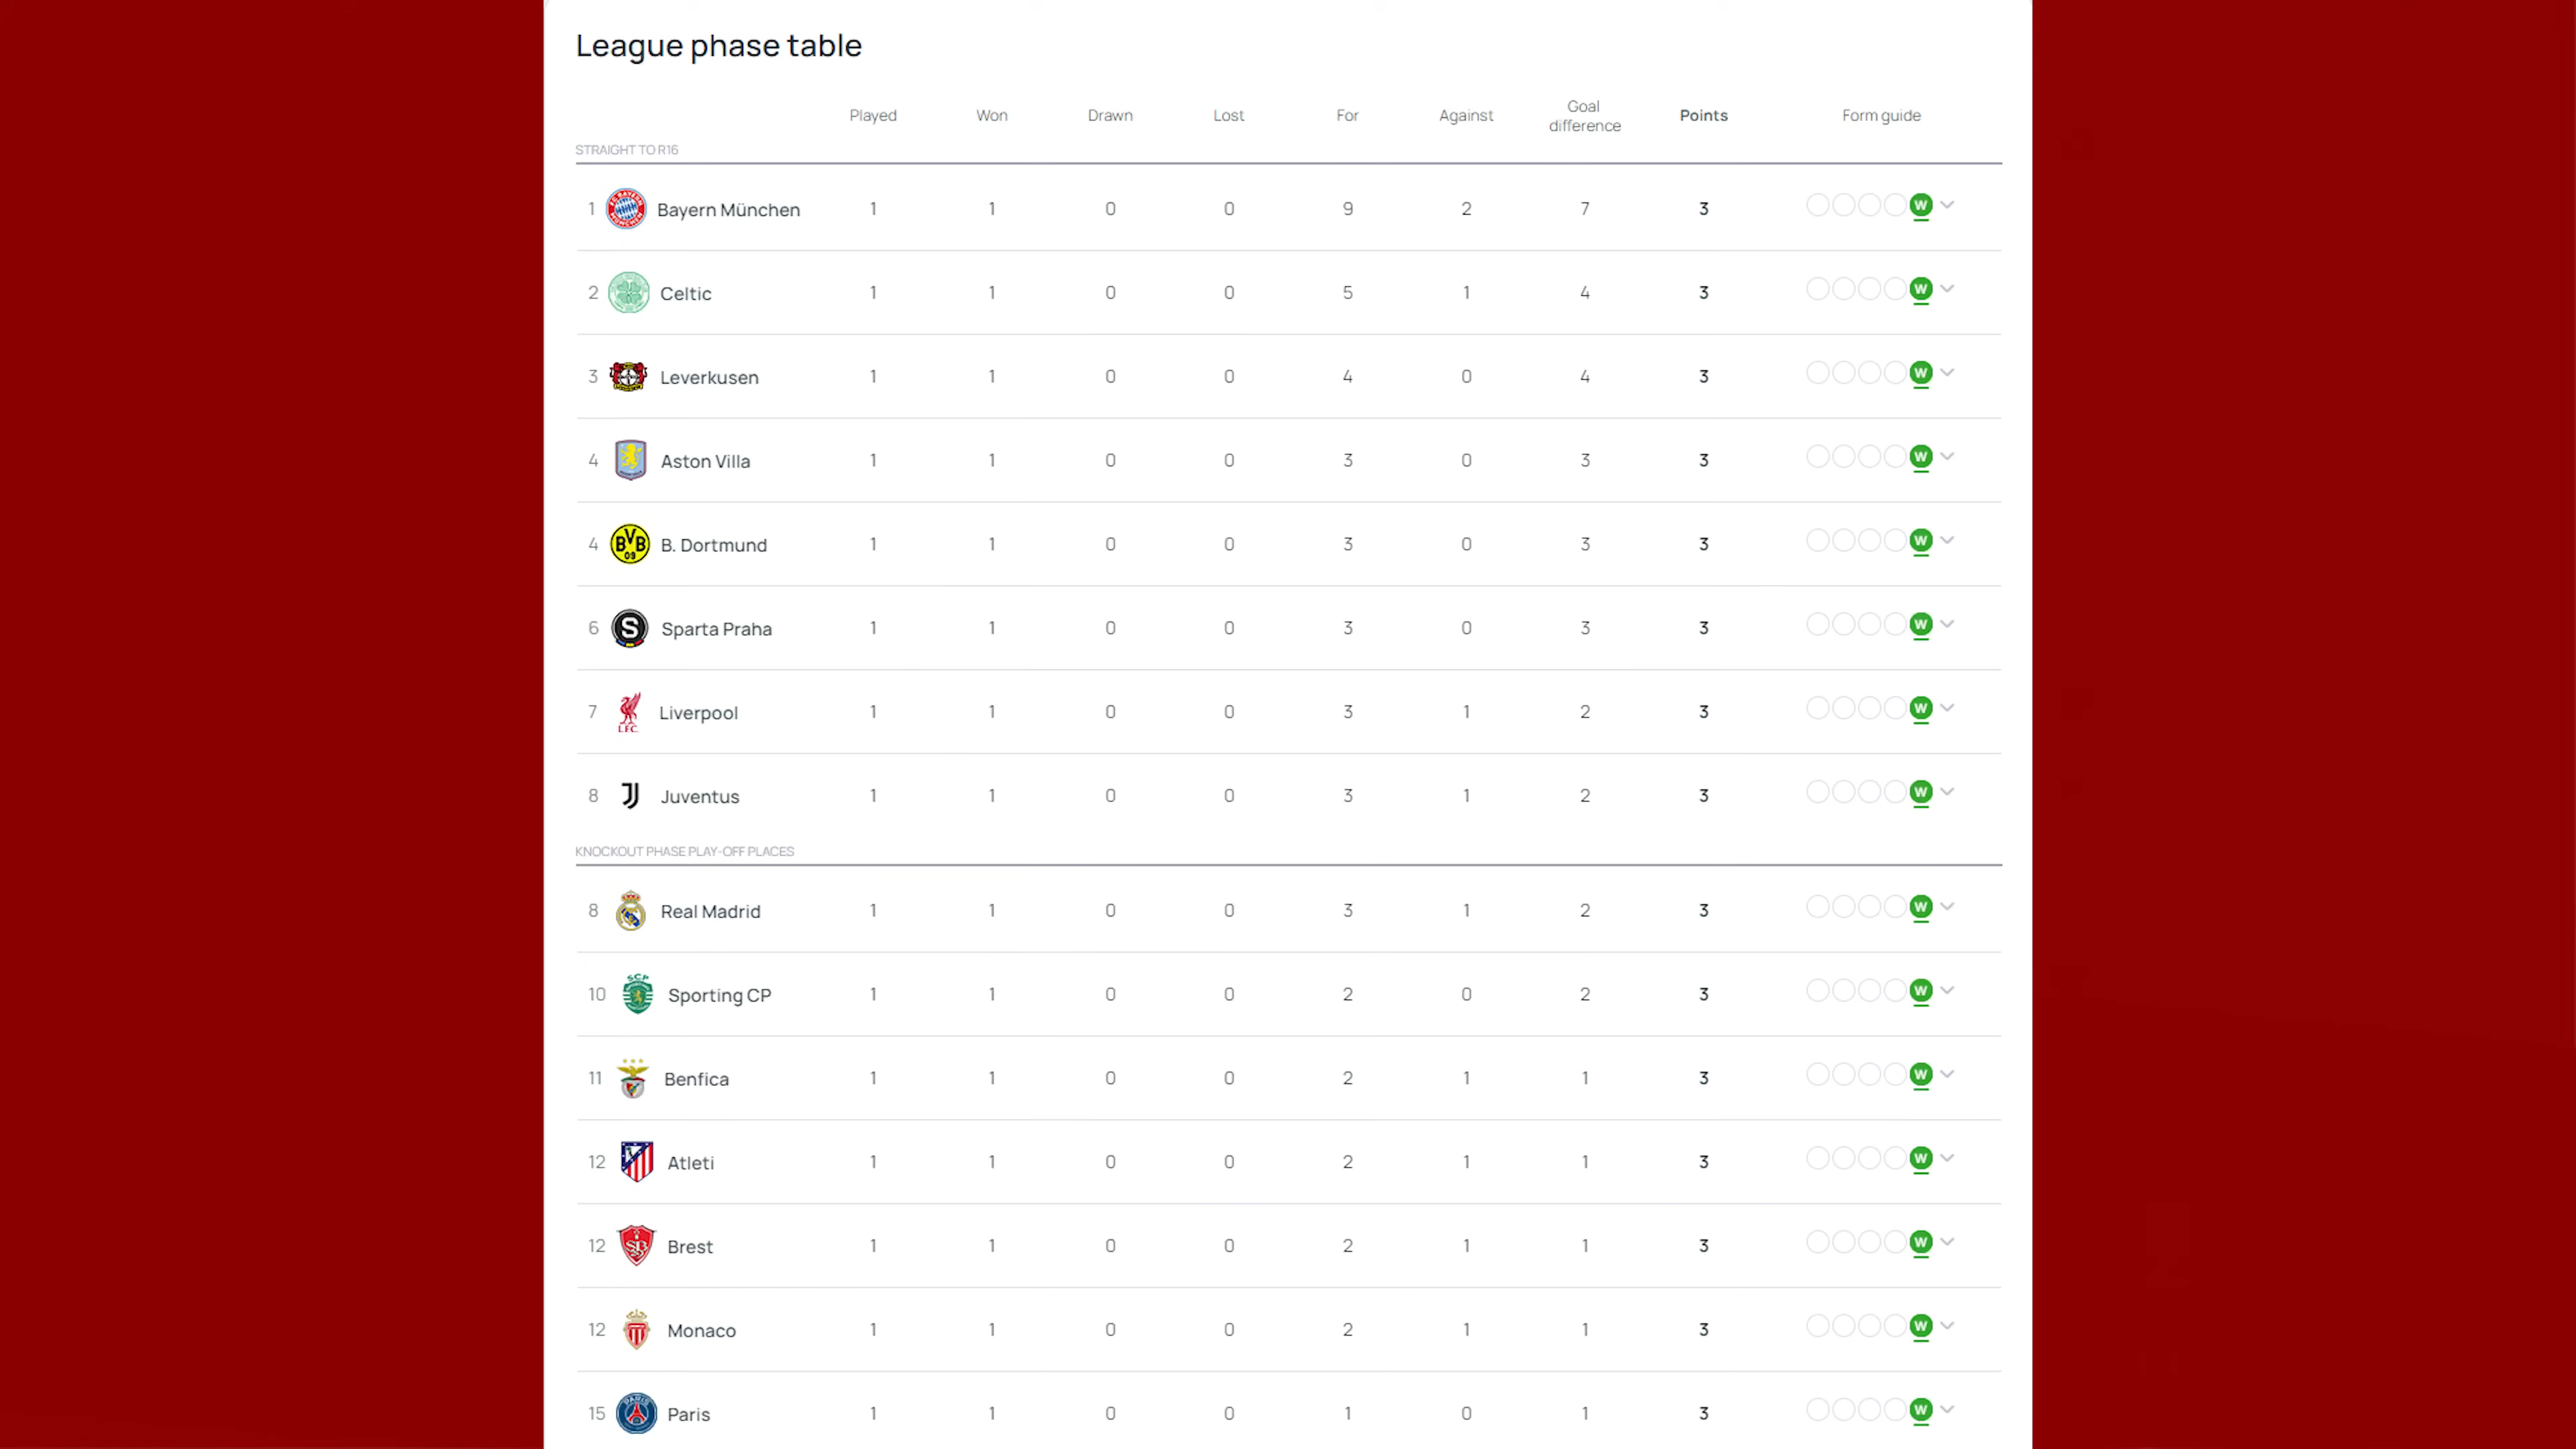 League phase table
Played Won Drawn Lost For Against Goal difference Points Form guide
STRAIGHT TO R16
1 Bayern München 1 1 0 0 9 2 7 3 W
2 Celtic 1 1 0 0 5 1 4 3 W
3 Leverkusen 1 1 0 0 4 0 4 3 W
4 Aston Villa 1 1 0 0 3 0 3 3 W
4 BVB 09 B. Dortmund 1 1 0 0 3 0 3 3 W
6 S Sparta Praha 1 1 0 0 3 0 3 3 W
7 L.F.C. Liverpool 1 1 0 0 3 1 2 3 W
8 Juventus 1 1 0 0 3 1 2 3 W
KNOCKOUT PHASE PLAY-OFF PLACES
8 Real Madrid 1 1 0 0 3 1 2 3 W
10 SCP Sporting CP 1 1 0 0 2 0 2 3 W
11 Benfica 1 1 0 0 2 1 1 3 W
12 Atleti 1 1 0 0 2 1 1 3 W
12 Brest 1 1 0 0 2 1 1 3 W
12 Monaco 1 1 0 0 2 1 1 3 W
15 PARIS Paris 1 1 0 0 1 0 1 3 W